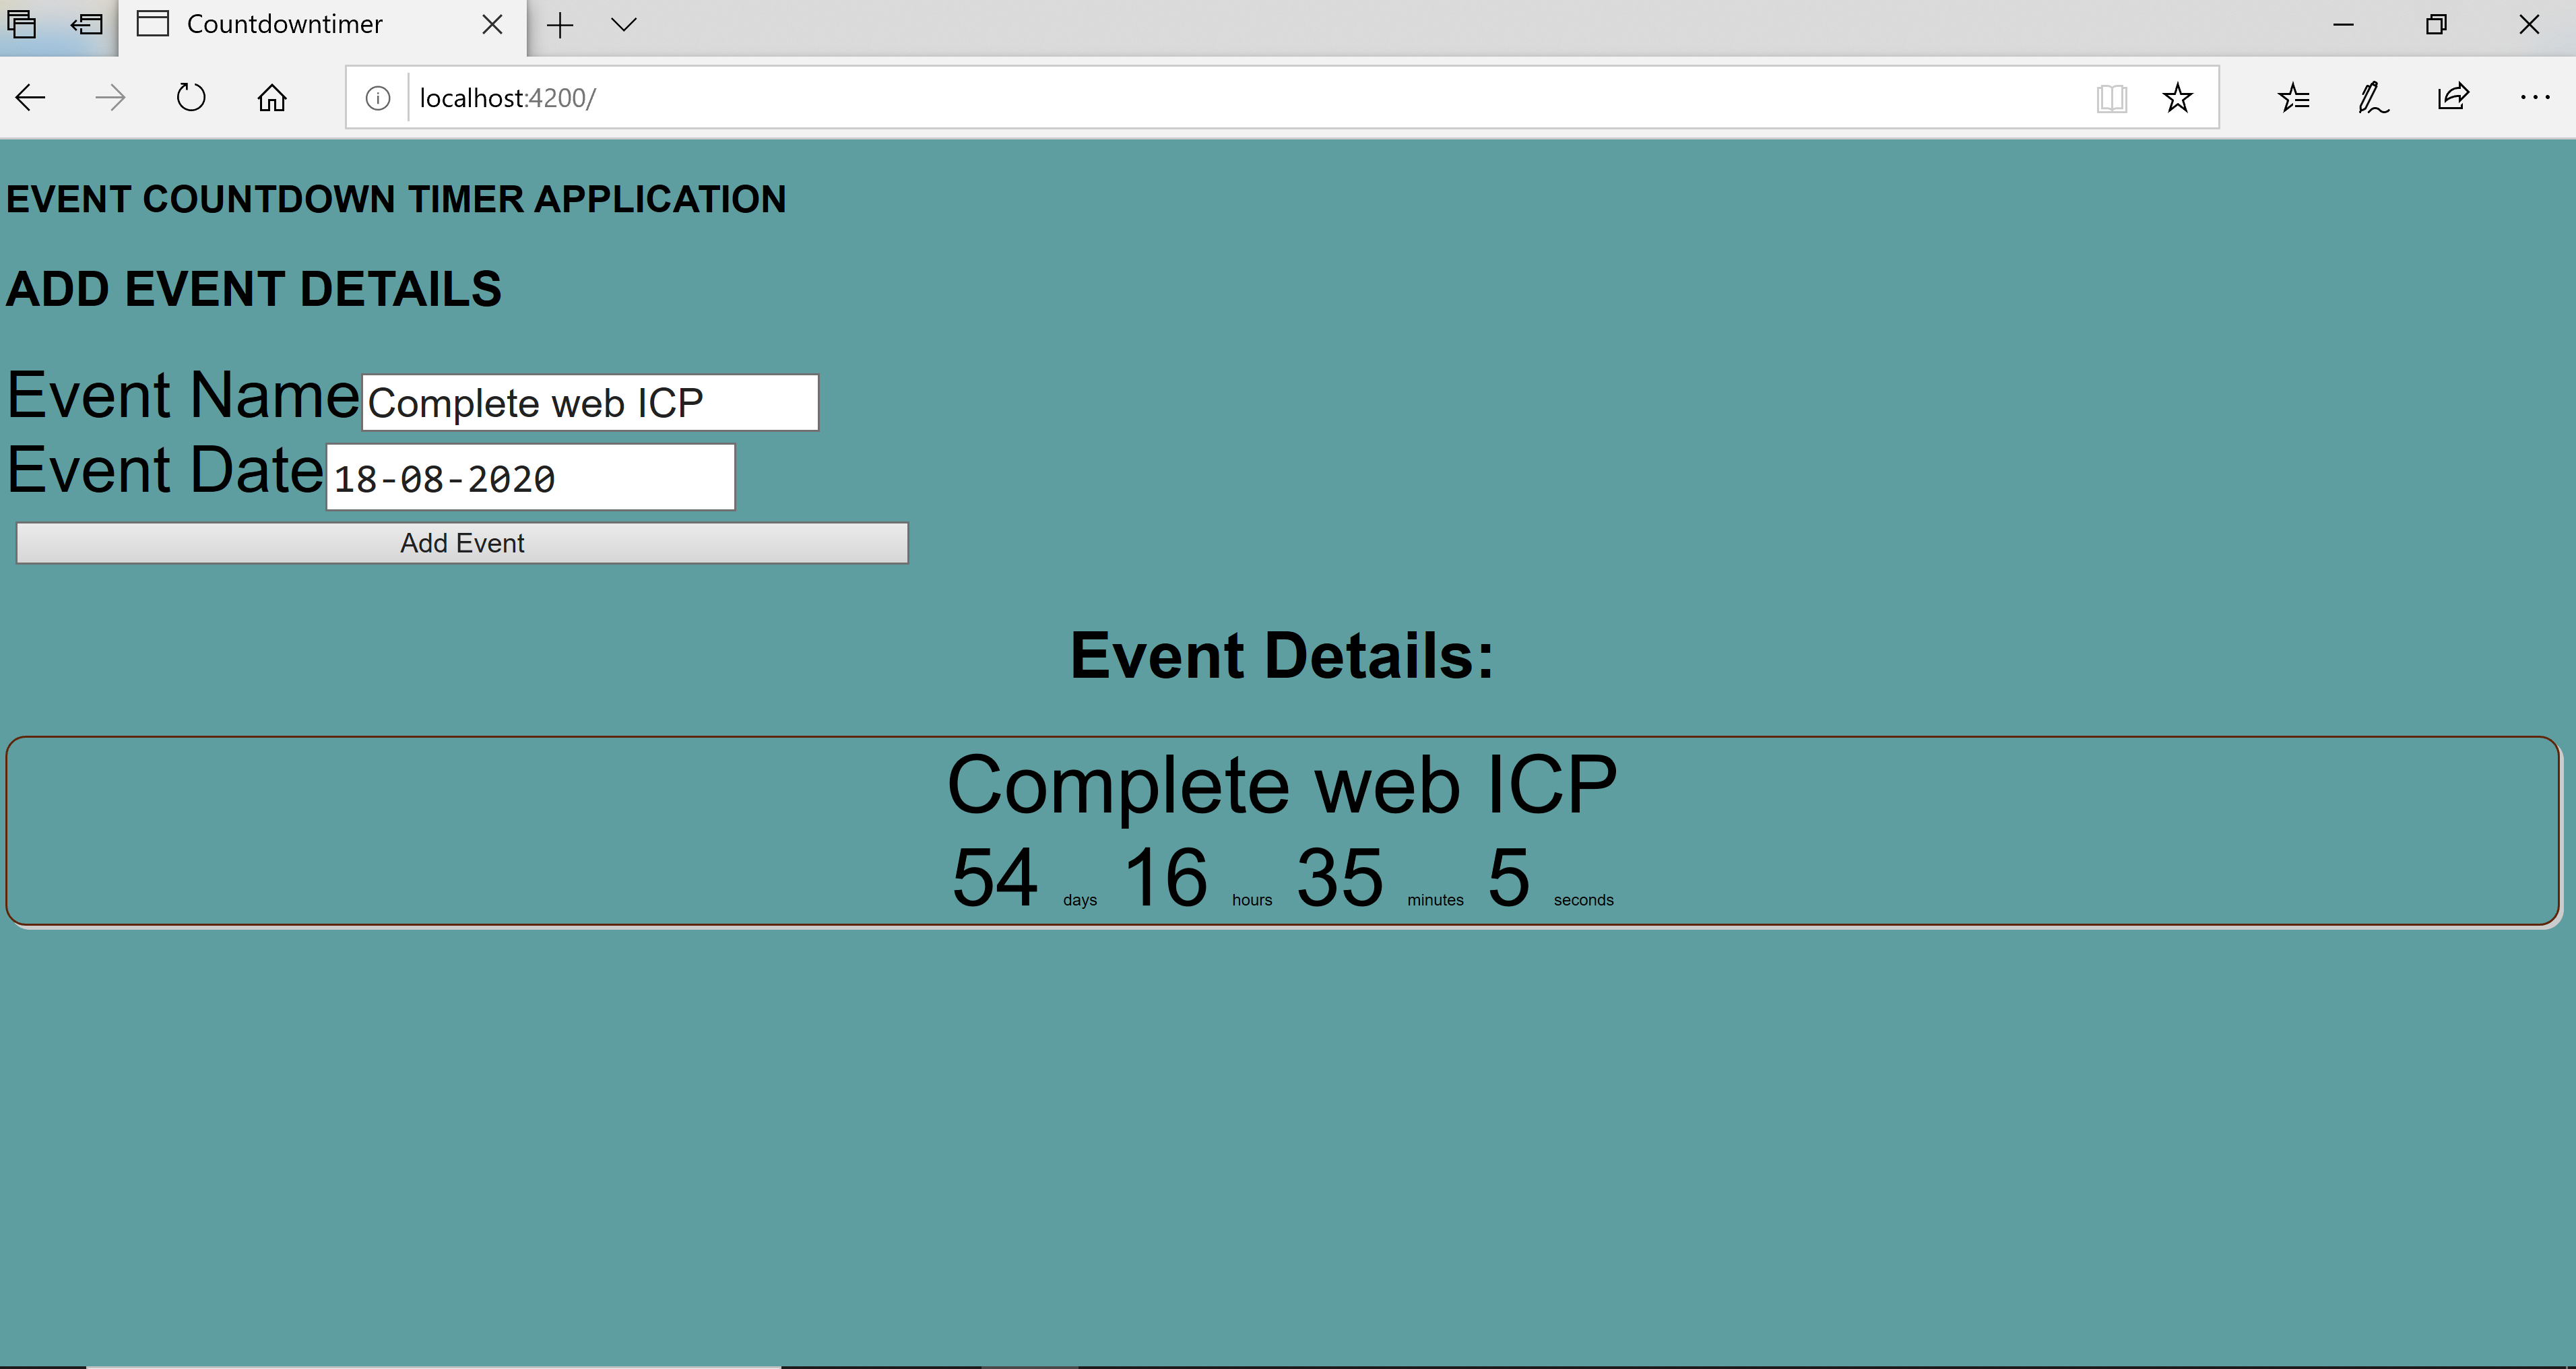 Countdowntimer
localhost:4200/
EVENT COUNTDOWN TIMER APPLICATION
ADD EVENT DETAILS
Event Name Complete web ICP
Event Date 18-08-2020
Add Event
Event Details:
Complete web ICP
54 days 16 hours 35 minutes 5 seconds